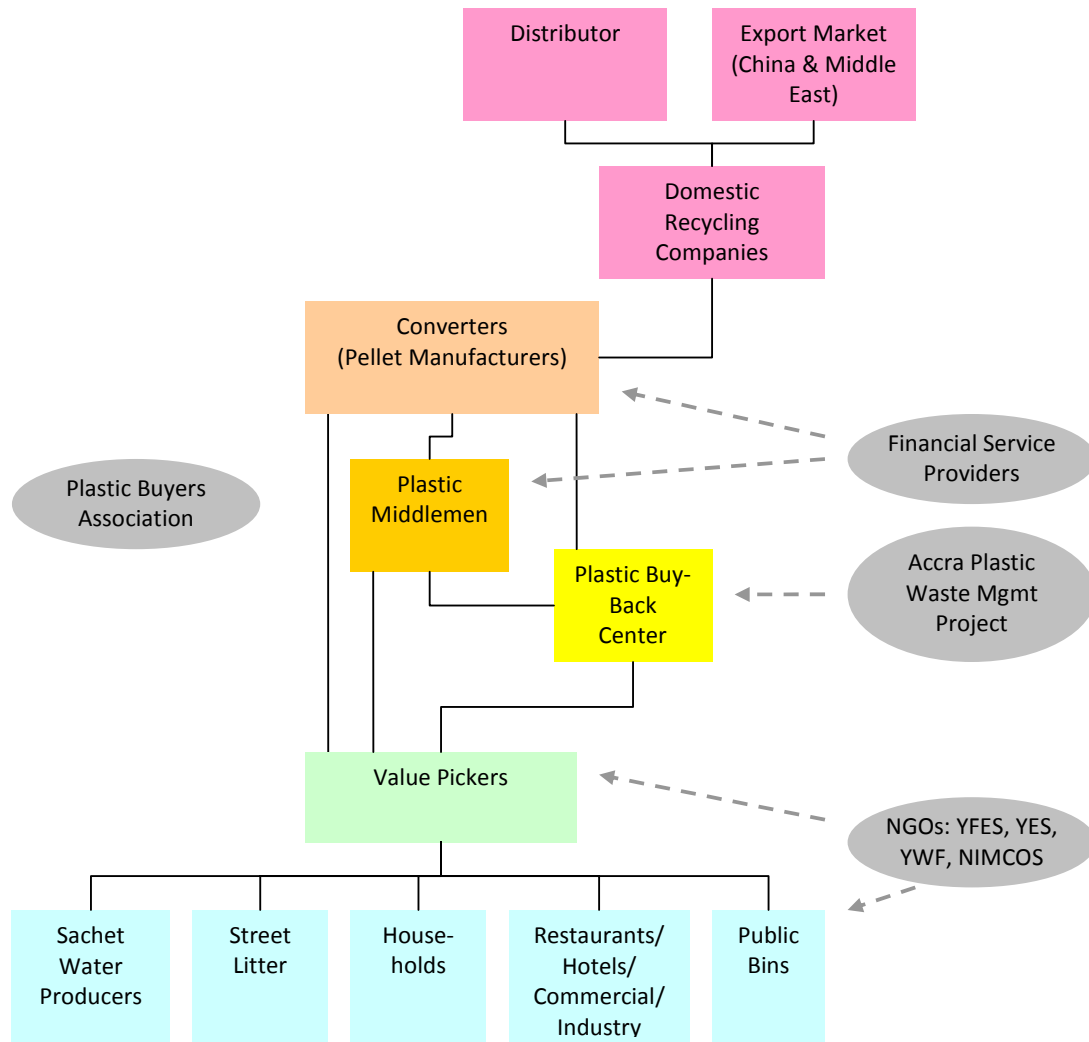 Distributor
Export Market
(China & Middle
East)
Domestic
Recycling
Companies
Converters
(Pellet Manufacturers)
Financial Service
Providers
Plastic Buyers
Association
Plastic
Middlemen
Accra Plastic
Waste Mgmt
Project
Plastic Buy-
Back
Center
Value Pickers
NGOs: YFES, YES,
YWF, NIMCOS
Sachet
Water
Producers
Street
Litter
House-
holds
Restaurants/
Hotels/
Commercial/
Industry
Public
Bins